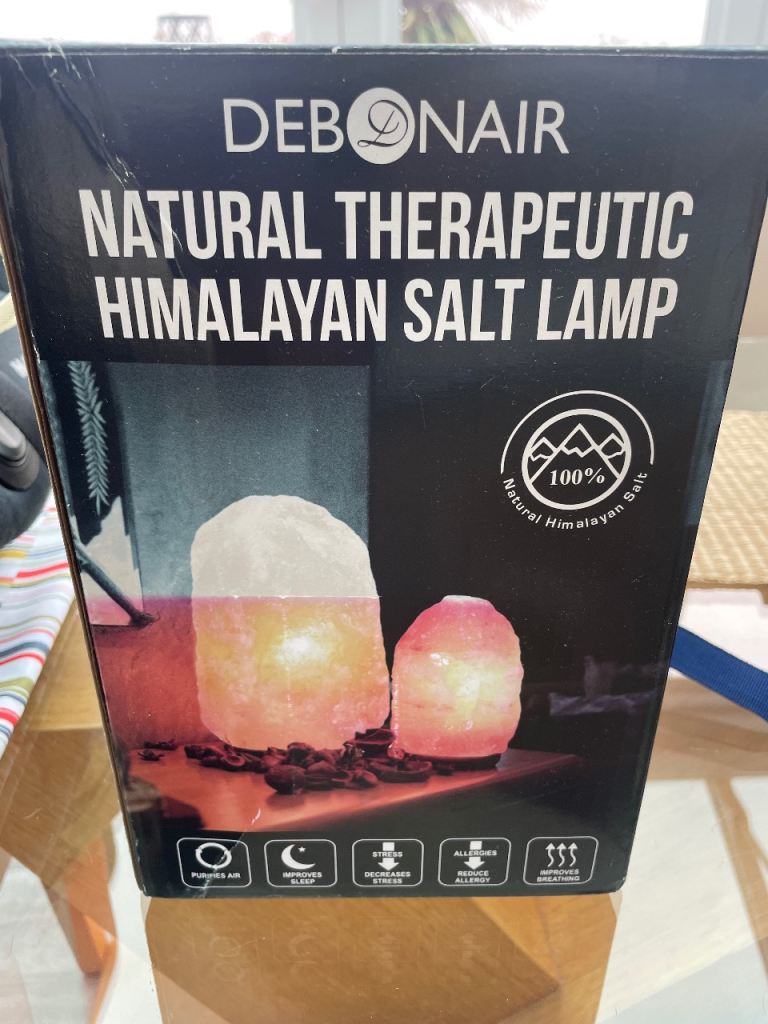 DEBONAIR
NATURAL THERAPEUTIC
HIMALAYAN SALT LAMP
100%
Natural Himalayan Salt
PURIFIES AIR
IMPROVES
SLEEP
STRESS
DECREASES
STRESS
ALLERGIES
REDUCE
ALLERGY
IMPROVES
BREATHING